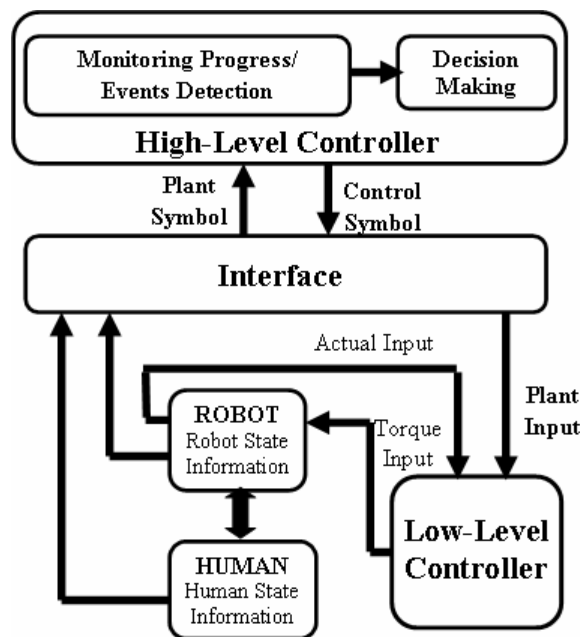 Monitoring Progress/
Events Detection
Decision
Making
High-Level Controller
Plant
Symbol
Control
Symbol
Interface
Actual Input
Plant
Input
ROBOT
Robot State
Information
Torque
Input
Low-Level
Controller
HUMAN
Human State
Information